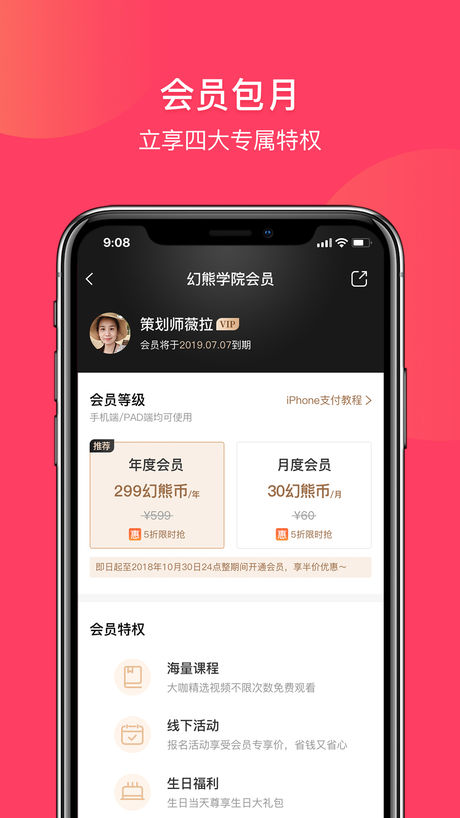 会员包月
立享四大专属特权
9:08
幻熊学院会员
策划师薇拉 VIP
会员将于2019.07.07到期
会员等级
iPhone支付教程
手机端/PAD端均可使用
推荐
年度会员
299幻熊币/年
¥599
惠 5折限时抢
月度会员
30幻熊币/月
¥60
惠 5折限时抢
即日起至2018年10月30日24点整期间开通会员，享半价优惠～
会员特权
海量课程
大咖精选视频不限次数免费观看
线下活动
报名活动享受会员专享价，省钱又省心
生日福利
生日当天尊享生日大礼包